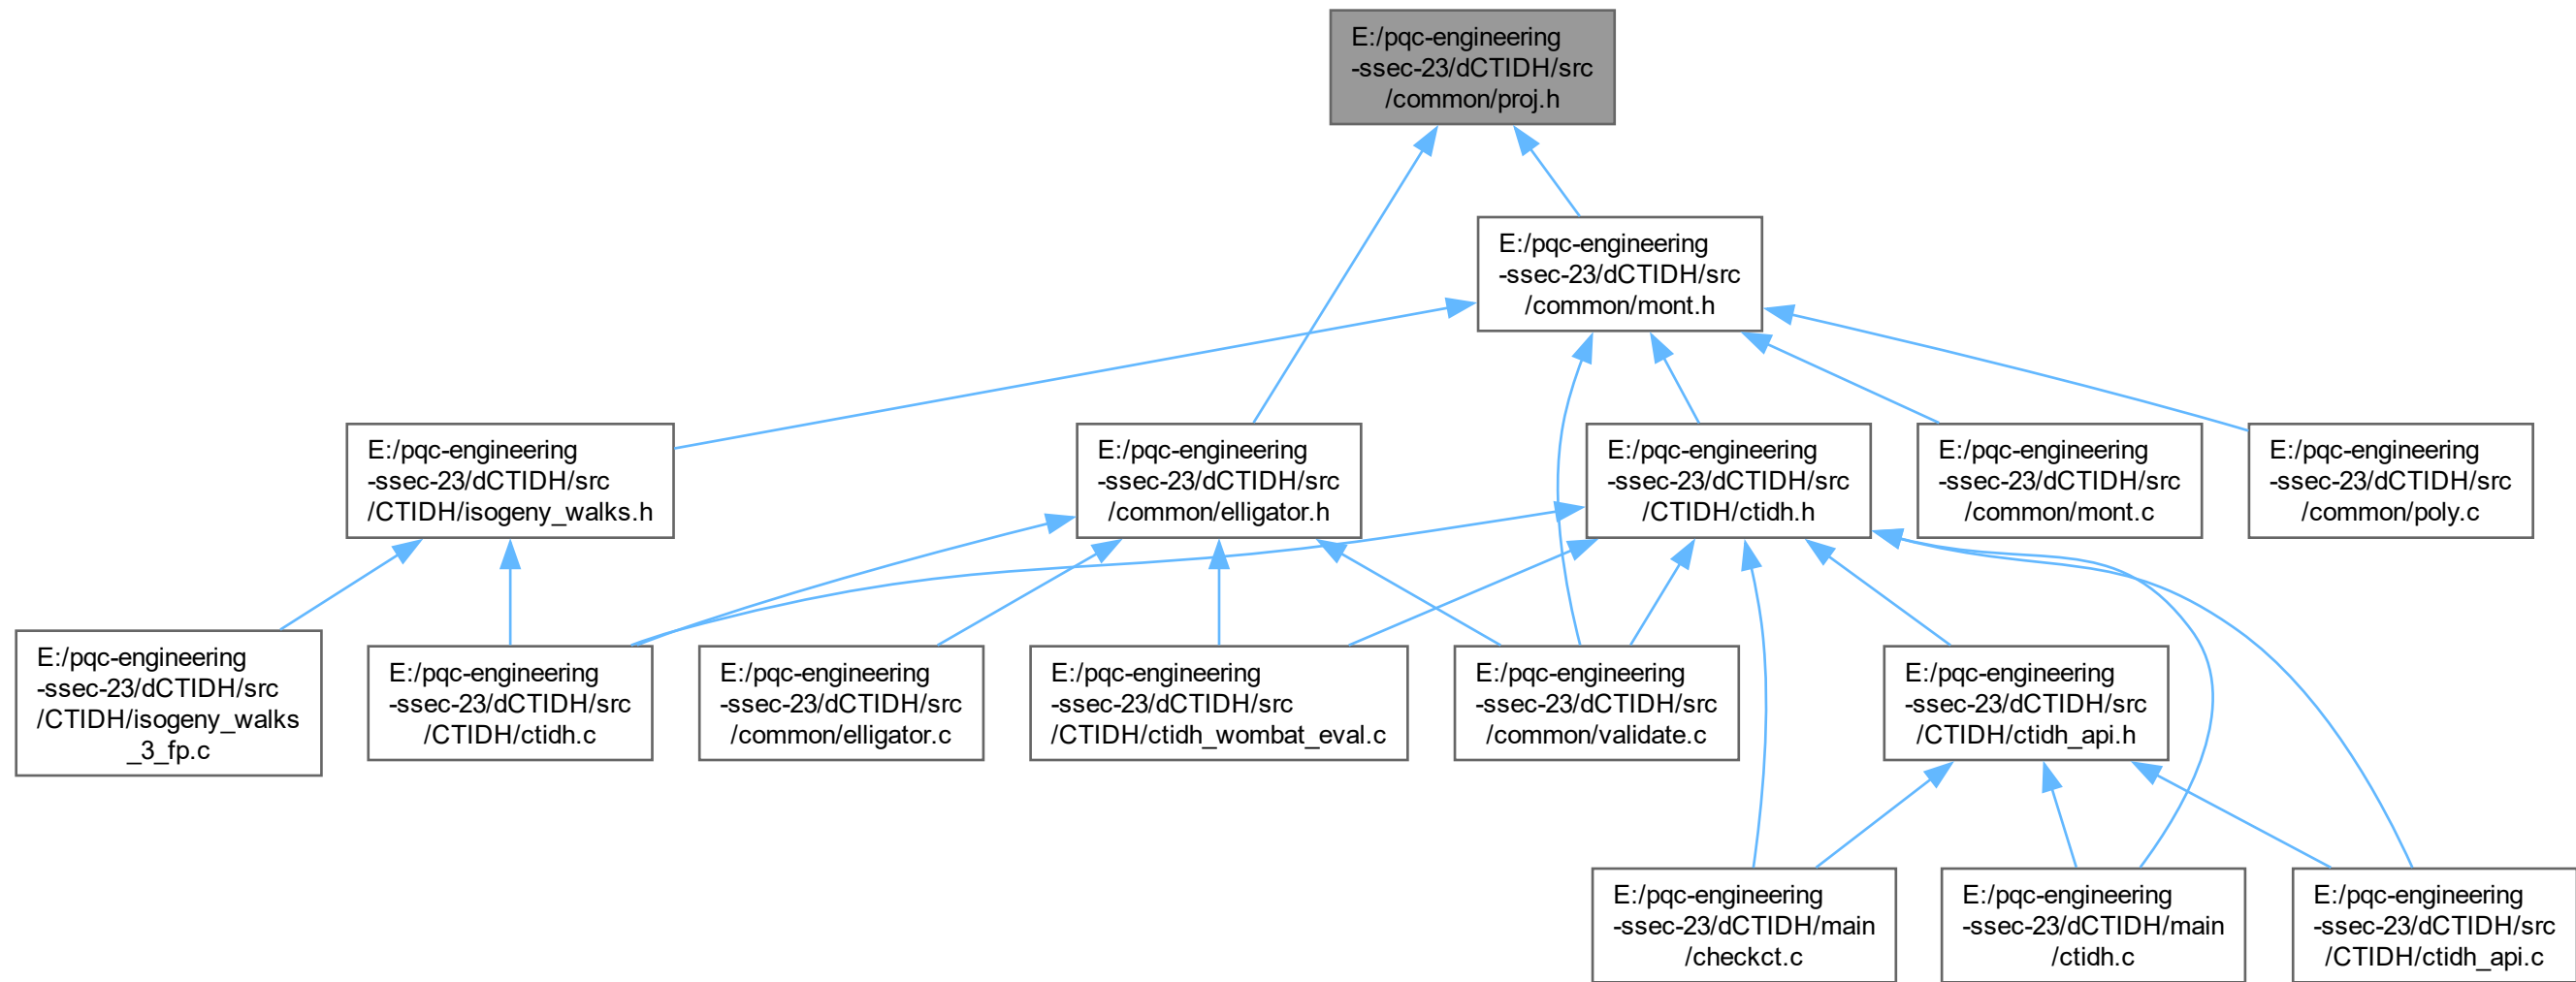 E:/pqc-engineering
-ssec-23/dCTIDH/src
/common/proj.h
E:/pqc-engineering
-ssec-23/dCTIDH/src
/common/mont.h
E:/pqc-engineering
-ssec-23/dCTIDH/src
/CTIDH/isogeny_walks.h
E:/pqc-engineering
-ssec-23/dCTIDH/src
/common/elligator.h
E:/pqc-engineering
-ssec-23/dCTIDH/src
/CTIDH/ctidh.h
E:/pqc-engineering
-ssec-23/dCTIDH/src
/common/mont.c
E:/pqc-engineering
-ssec-23/dCTIDH/src
/common/poly.c
E:/pqc-engineering
-ssec-23/dCTIDH/src
/CTIDH/isogeny_walks
_3_fp.c
E:/pqc-engineering
-ssec-23/dCTIDH/src
/CTIDH/ctidh.c
E:/pqc-engineering
-ssec-23/dCTIDH/src
/common/elligator.c
E:/pqc-engineering
-ssec-23/dCTIDH/src
/CTIDH/ctidh_wombat_eval.c
E:/pqc-engineering
-ssec-23/dCTIDH/src
/common/validate.c
E:/pqc-engineering
-ssec-23/dCTIDH/src
/CTIDH/ctidh_api.h
E:/pqc-engineering
-ssec-23/dCTIDH/main
/checkct.c
E:/pqc-engineering
-ssec-23/dCTIDH/main
/ctidh.c
E:/pqc-engineering
-ssec-23/dCTIDH/src
/CTIDH/ctidh_api.c